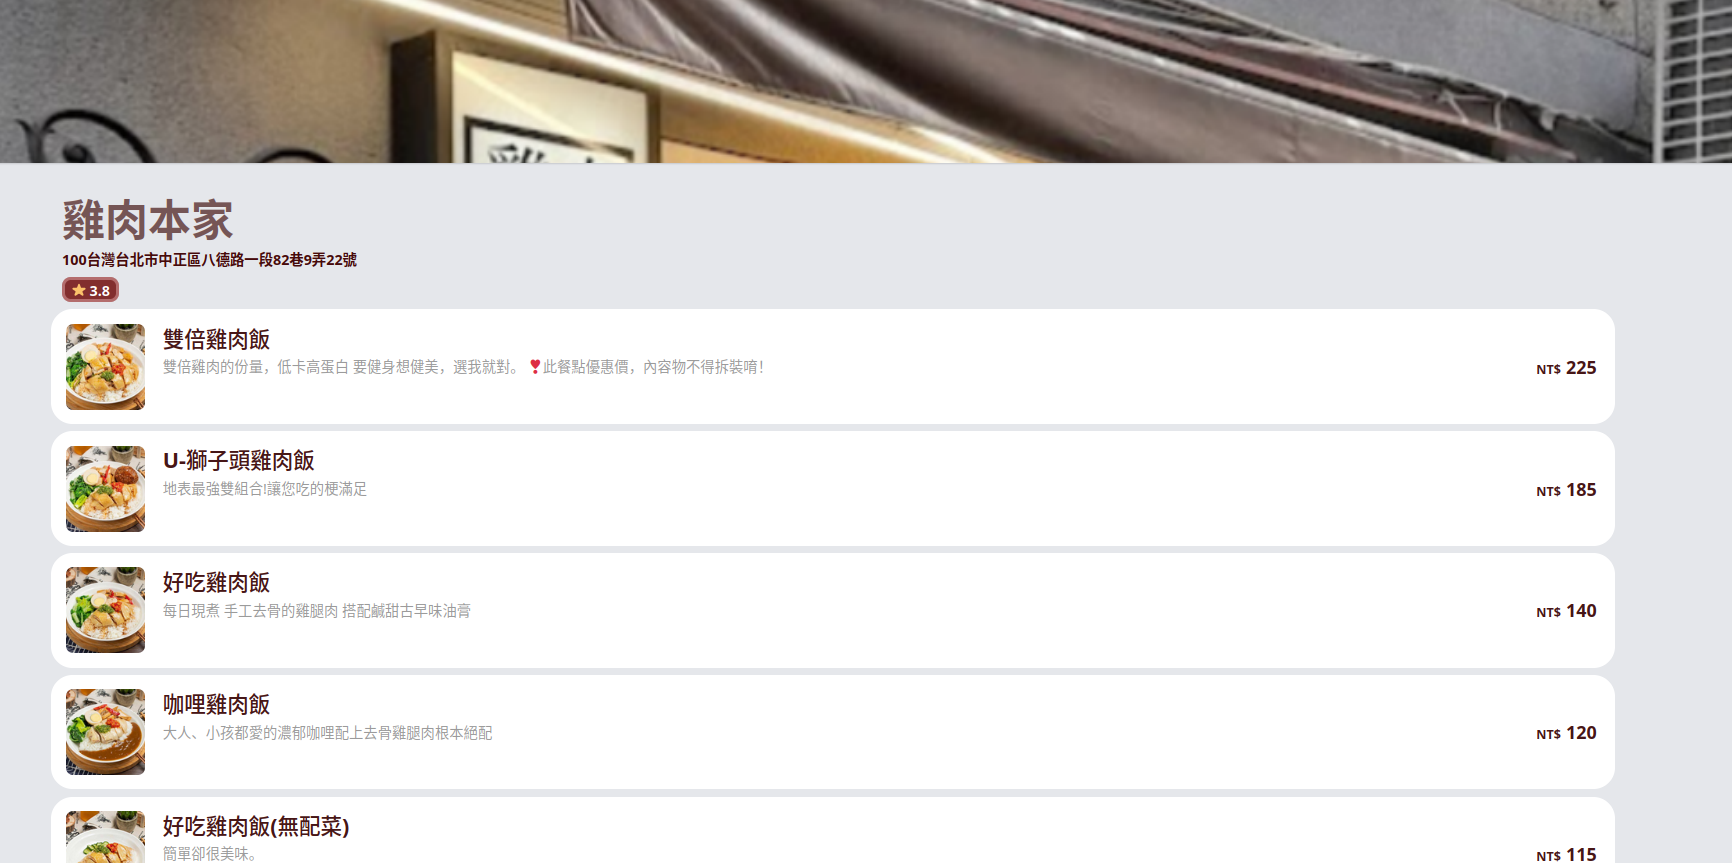 雞肉本家
100台灣台北市中正區八德路一段82巷9弄22號
⭐ 3.8
雙倍雞肉飯
雙倍雞肉的份量，低卡高蛋白 要健身想健美，選我就對。 ❣️此餐點優惠價，內容物不得拆裝唷！
NT$ 225
U-獅子頭雞肉飯
地表最強雙組合!讓您吃的梗滿足
NT$ 185
好吃雞肉飯
每日現煮 手工去骨的雞腿肉 搭配鹹甜古早味油膏
NT$ 140
咖哩雞肉飯
大人、小孩都愛的濃郁咖哩配上去骨雞腿肉根本絕配
NT$ 120
好吃雞肉飯(無配菜)
簡單卻很美味。
NT$ 115